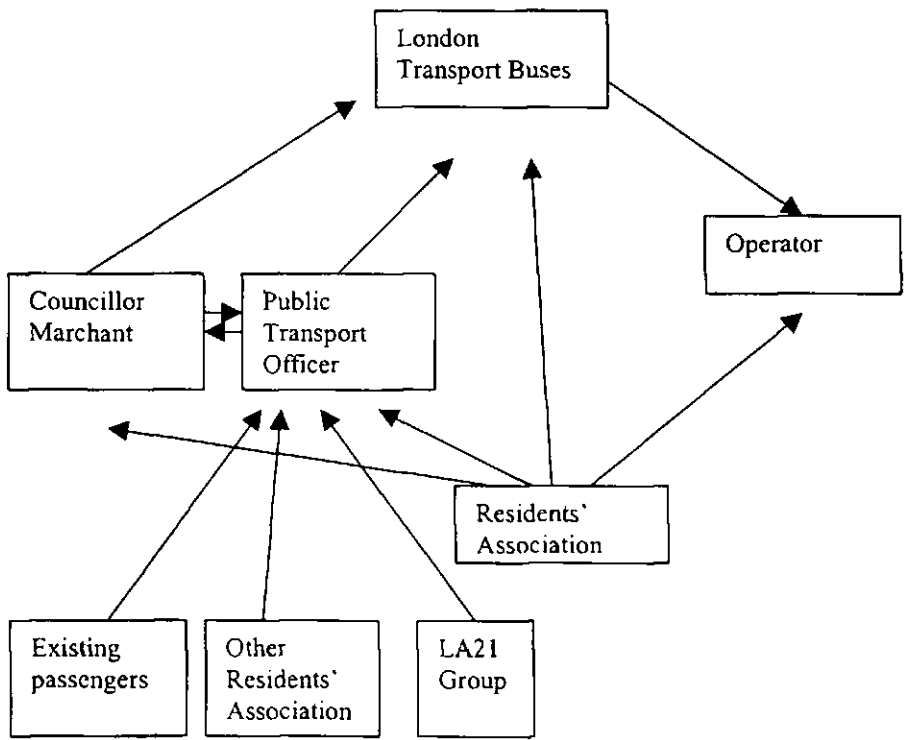 London
Transport Buses
Operator
Councillor
Marchant
Public
Transport
Officer
Residents'
Association
Existing
passengers
Other
Residents'
Association
LA21
Group